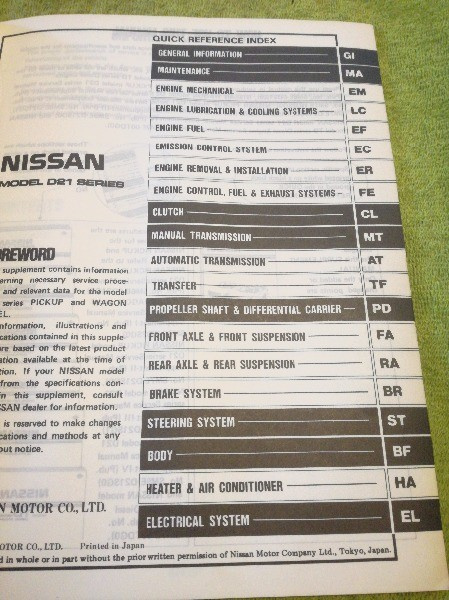 QUICK REFERENCE INDEX
GENERAL INFORMATION GI
MAINTENANCE MA
ENGINE MECHANICAL EM
ENGINE LUBRICATION & COOLING SYSTEMS LC
ENGINE FUEL EF
EMISSION CONTROL SYSTEM EC
ENGINE REMOVAL & INSTALLATION ER
ENGINE CONTROL, FUEL & EXHAUST SYSTEMS FE
CLUTCH CL
MANUAL TRANSMISSION MT
AUTOMATIC TRANSMISSION AT
TRANSFER TF
PROPELLER SHAFT & DIFFERENTIAL CARRIER PD
FRONT AXLE & FRONT SUSPENSION FA
REAR AXLE & REAR SUSPENSION RA
BRAKE SYSTEM BR
STEERING SYSTEM ST
BODY BF
HEATER & AIR CONDITIONER HA
ELECTRICAL SYSTEM EL
NISSAN
MODEL D21 SERIES
REWORD
supplement contains information
erning necessary service proce-
and relevant data for the model
series PICKUP and WAGON
EL.
nformation, illustrations and
cations contained in this supple-
re based on the latest product
ation available at the time of
tion. If your NISSAN model
from the specifications con-
in this supplement, consult
SSAN dealer for information.
is reserved to make changes
cations and methods at any
out notice.
AN MOTOR CO., LTD.
OTOR CO., LTD. Printed in Japan
d in whole or in part without the prior written permission of Nissan Motor Company Ltd., Tokyo, Japan.